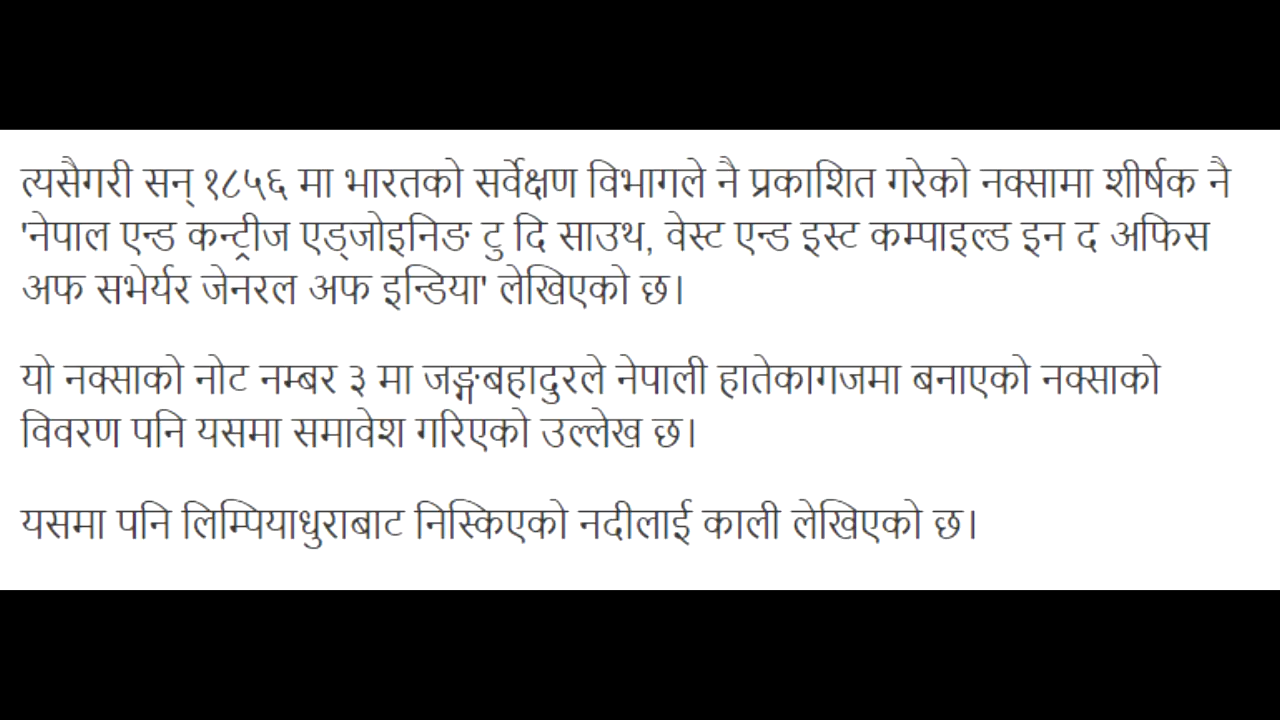 त्यसैगरी सन् १८५६ मा भारतको सर्वेक्षण विभागले नै प्रकाशित गरेको नक्सामा शीर्षक नै
'नेपाल एन्ड कन्ट्रीज एड्जोइनिङ टु दि साउथ, वेस्ट एन्ड इस्ट कम्पाइल्ड इन द अफिस
अफ सभेर्यर जेनरल अफ इन्डिया' लेखिएको छ।
यो नक्साको नोट नम्बर ३ मा जङ्गबहादुरले नेपाली हातेकागजमा बनाएको नक्साको
विवरण पनि यसमा समावेश गरिएको उल्लेख छ।
यसमा पनि लिम्पियाधुराबाट निस्किएको नदीलाई काली लेखिएको छ।